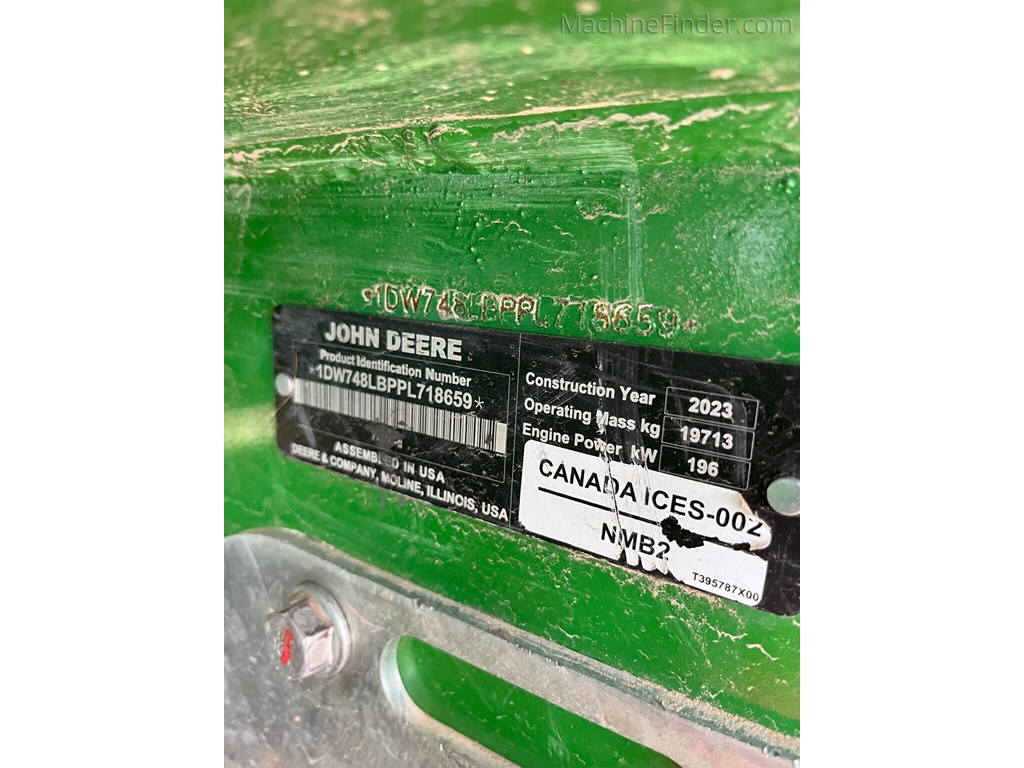 MachineFinder.com
*1DW748LBPPL718659*
JOHN DEERE
Product Identification Number
*1DW748LBPPL718659*
ASSEMBLED IN USA
DEERE & COMPANY, MOLINE, ILLINOIS, USA
Construction Year 2023
Operating Mass kg 19713
Engine Power kW 196
CANADA ICES-002
NMB2
T395787X00